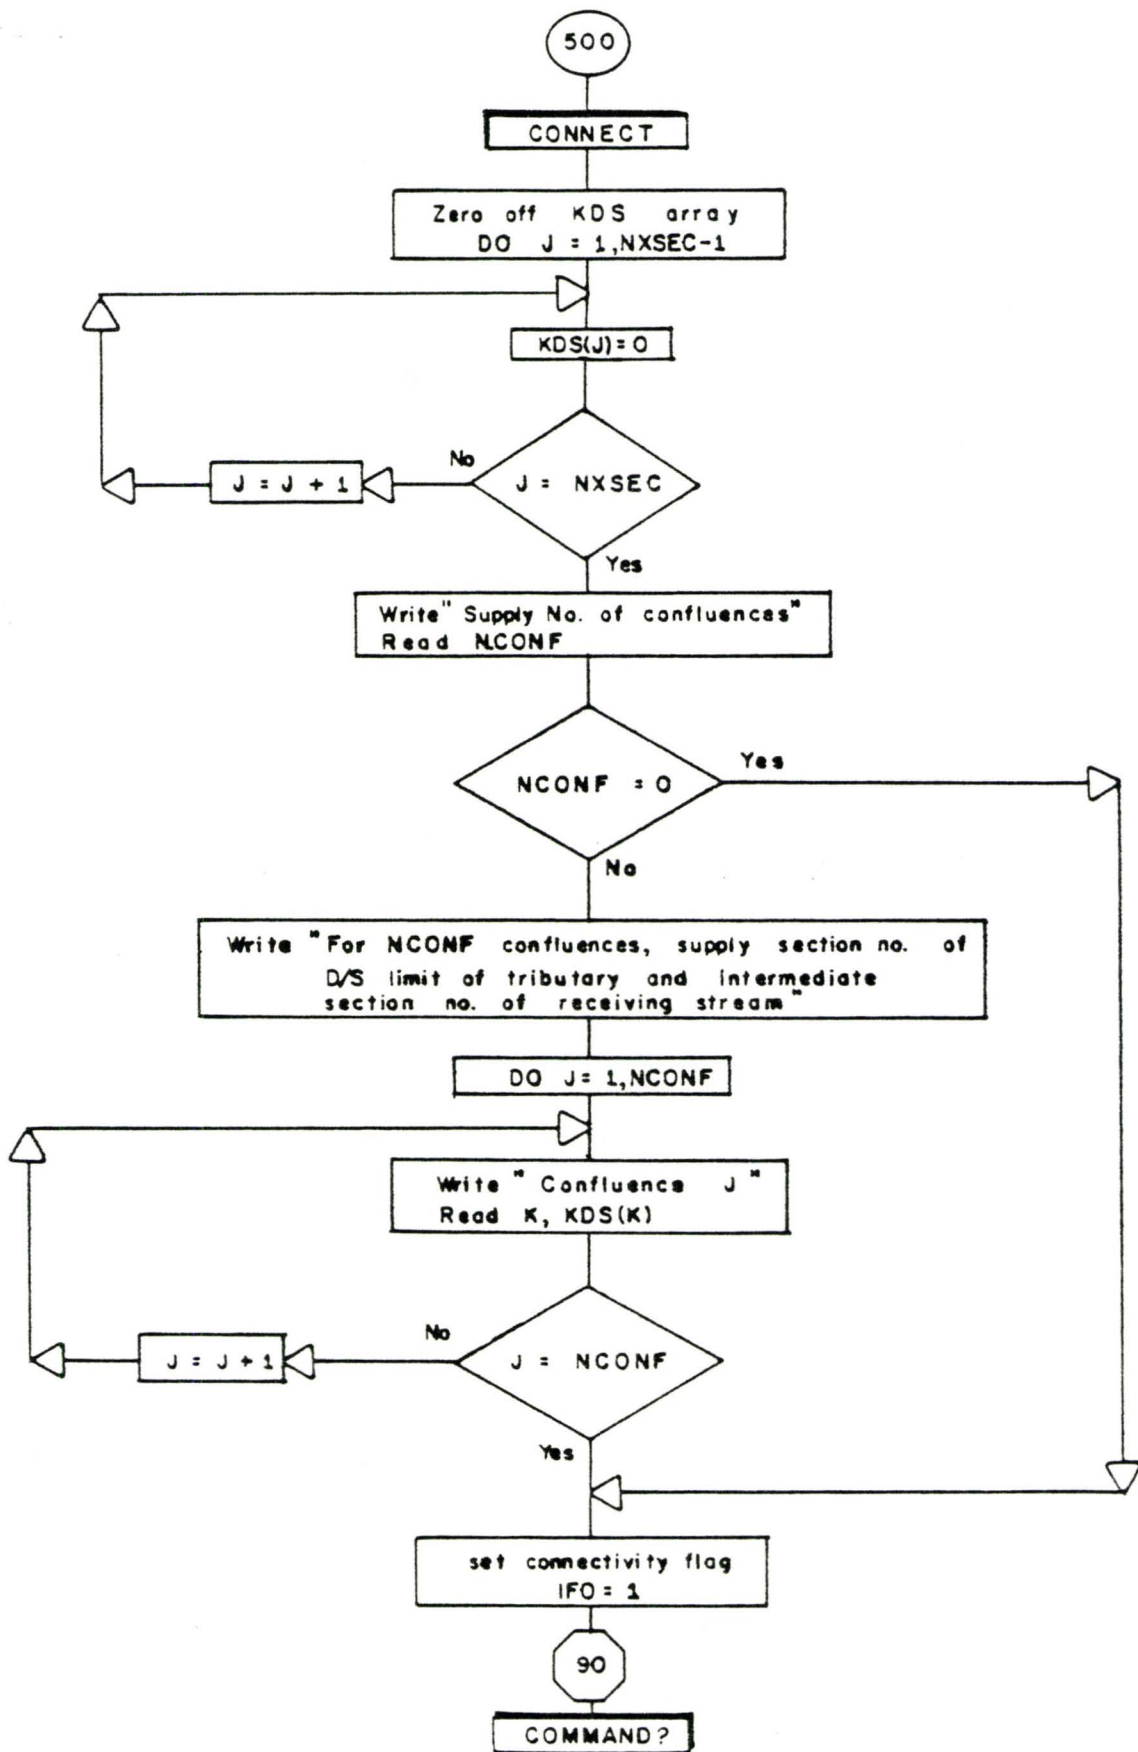 500
CONNECT
Zero off KDS array
DO J = 1,NXSEC-1
KDS(J)=0
No
J = J + 1
J = NXSEC
Yes
Write" Supply No. of confluences"
Read NCONF
NCONF = 0
Yes
No
Write "For NCONF confluences, supply section no. of
D/S limit of tributary and intermediate
section no. of receiving stream"
DO J= 1,NCONF
Write " Confluence J "
Read K, KDS(K)
No
J = J + 1
J = NCONF
Yes
set connectivity flag
IFO = 1
90
COMMAND?